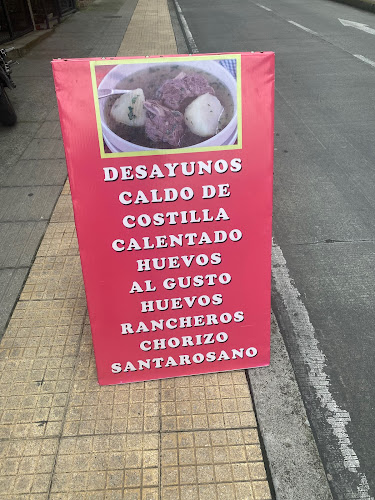 DESAYUNOS
CALDO DE
COSTILLA
CALENTADO
HUEVOS
AL GUSTO
HUEVOS
RANCHEROS
CHORIZO
SANTAROSANO